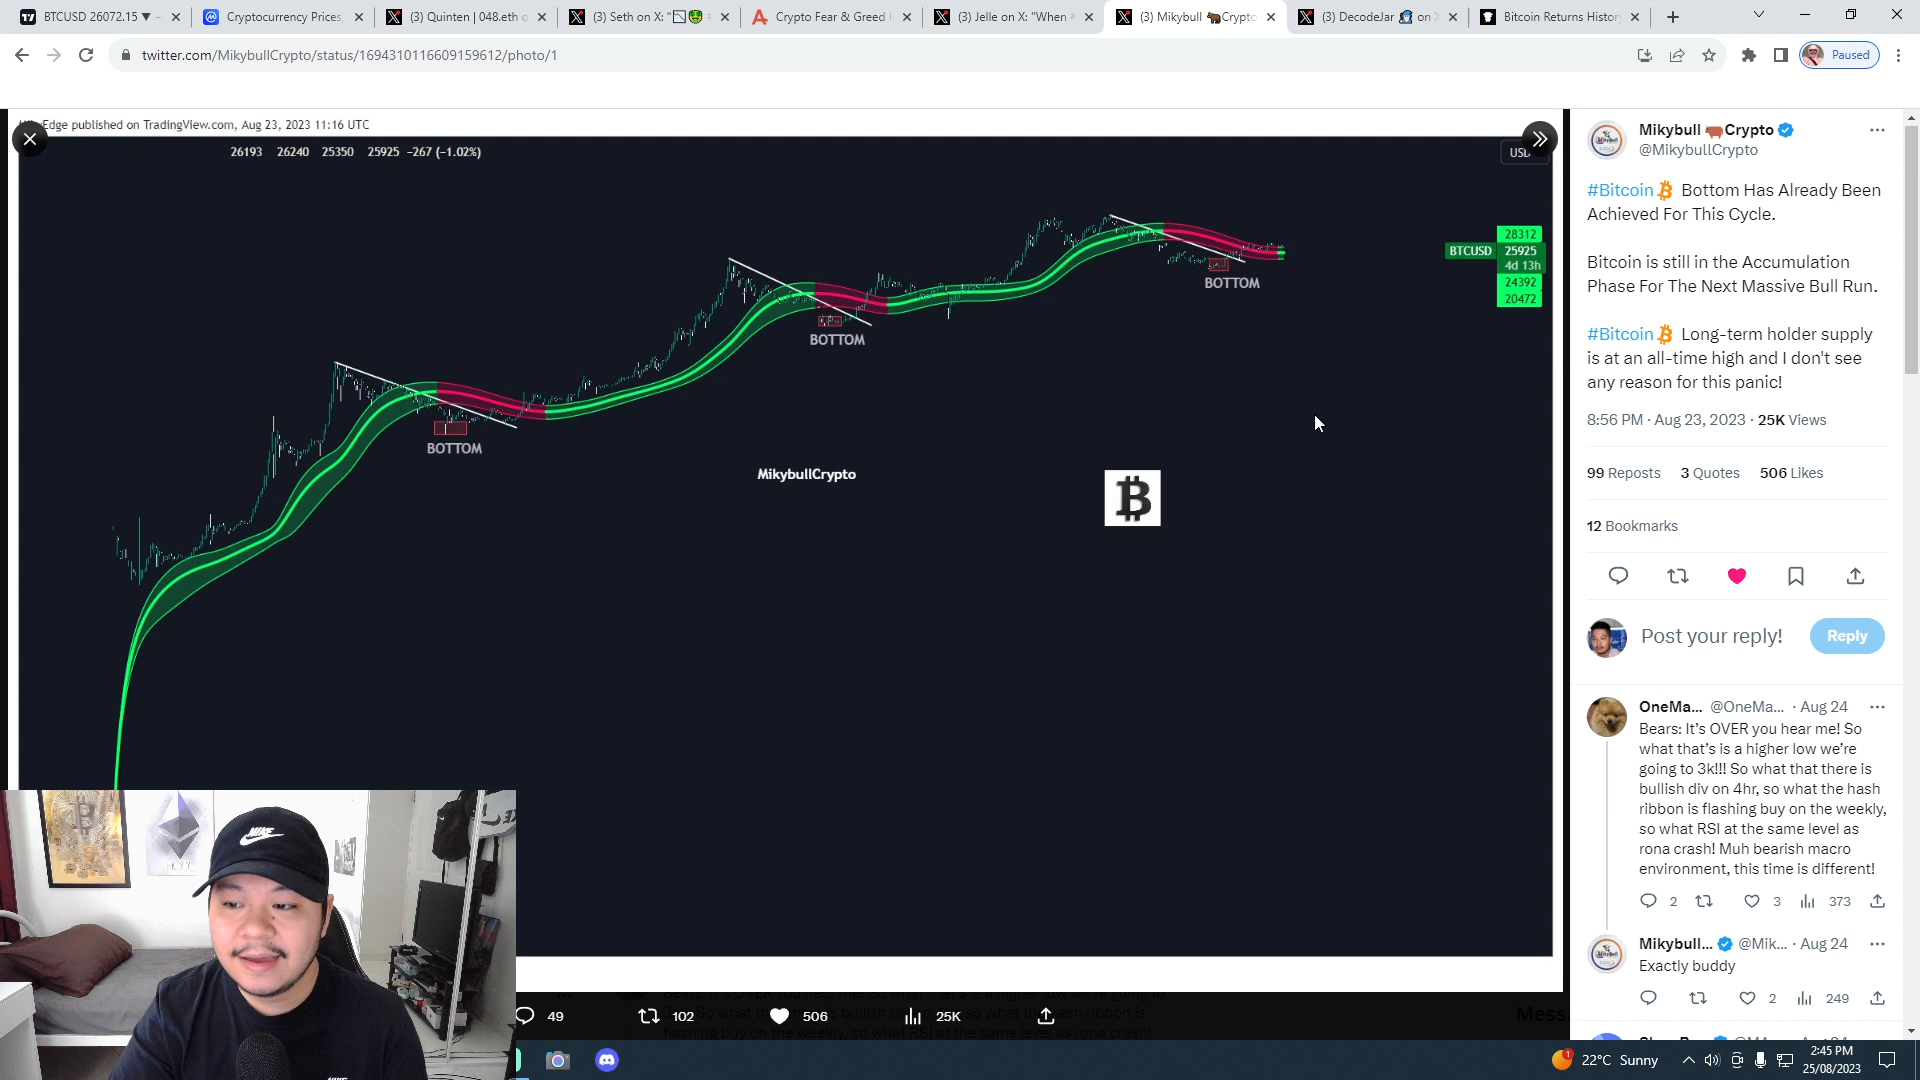 BTCUSD 26072.15 ▼
Cryptocurrency Prices,
(3) Quinten | 048.eth o
(3) Seth on X: "
Crypto Fear & Greed I
(3) Jelle on X: "When
(3) Mikybull Crypto
(3) DecodeJar on X
Bitcoin Returns History
twitter.com/MikybullCrypto/status/1694310116609159612/photo/1
Paused
Edge published on TradingView.com, Aug 23, 2023 11:16 UTC
26193 26240 25350 25925 −267 (−1.02%)
USD
28312
BTCUSD 25925
4d 13h
24392
20472
BOTTOM
BOTTOM
BOTTOM
MikybullCrypto
₿
Mikybull Crypto
@MikybullCrypto
#Bitcoin Bottom Has Already Been
Achieved For This Cycle.
Bitcoin is still in the Accumulation
Phase For The Next Massive Bull Run.
#Bitcoin Long-term holder supply
is at an all-time high and I don't see
any reason for this panic!
8:56 PM · Aug 23, 2023 · 25K Views
99 Reposts 3 Quotes 506 Likes
12 Bookmarks
Post your reply!
Reply
OneMa... @OneMa... · Aug 24
Bears: It's OVER you hear me! So
what that's is a higher low we're
going to 3k!!! So what that there is
bullish div on 4hr, so what the hash
ribbon is flashing buy on the weekly,
so what RSI at the same level as
rona crash! Muh bearish macro
environment, this time is different!
2 3 373
Mikybull... @Mik... · Aug 24
Exactly buddy
2 249
49 102 506 25K
NIKE
22°C Sunny
2:45 PM
25/08/2023